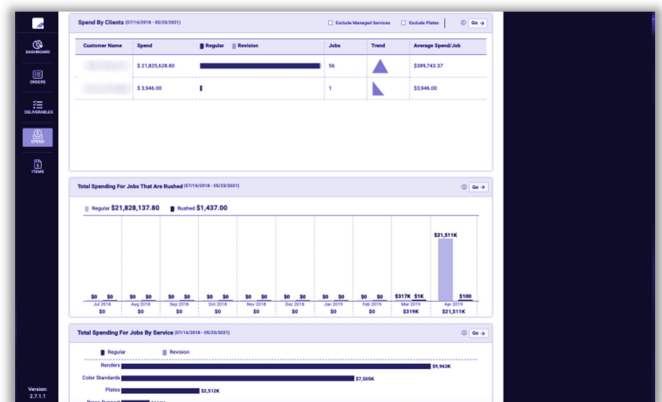 Spend By Clients (07/16/2018 - 05/23/2021)
Exclude Managed Services Exclude Plates Go →
Customer Name Spend Regular Revision Jobs Trend Average Spend/Job
$ 21,825,628.80 56 $389,743.37
$ 3,946.00 1 $3,946.00
DASHBOARD
ORDERS
DELIVERABLES
SPEND
ITEMS
Total Spending For Jobs That Are Rushed (07/16/2018 - 05/23/2021) Go →
Regular $21,828,137.80 Rushed $1,437.00
$21,511K
$0 $0 $0 $0 $0 $0 $0 $0 $0 $0 $0 $0 $0 $0 $0 $0 $317K $1K $100
Jul 2018 Aug 2018 Sep 2018 Oct 2018 Nov 2018 Dec 2018 Jan 2019 Feb 2019 Mar 2019 Apr 2019
$0 $0 $0 $0 $0 $0 $0 $0 $319K $21,511K
Total Spending For Jobs By Service (07/16/2018 - 05/23/2021) Go →
Regular Revision
Renders $9,963K
Color Standards $7,505K
Plates $2,512K
Version:
2.7.1.1